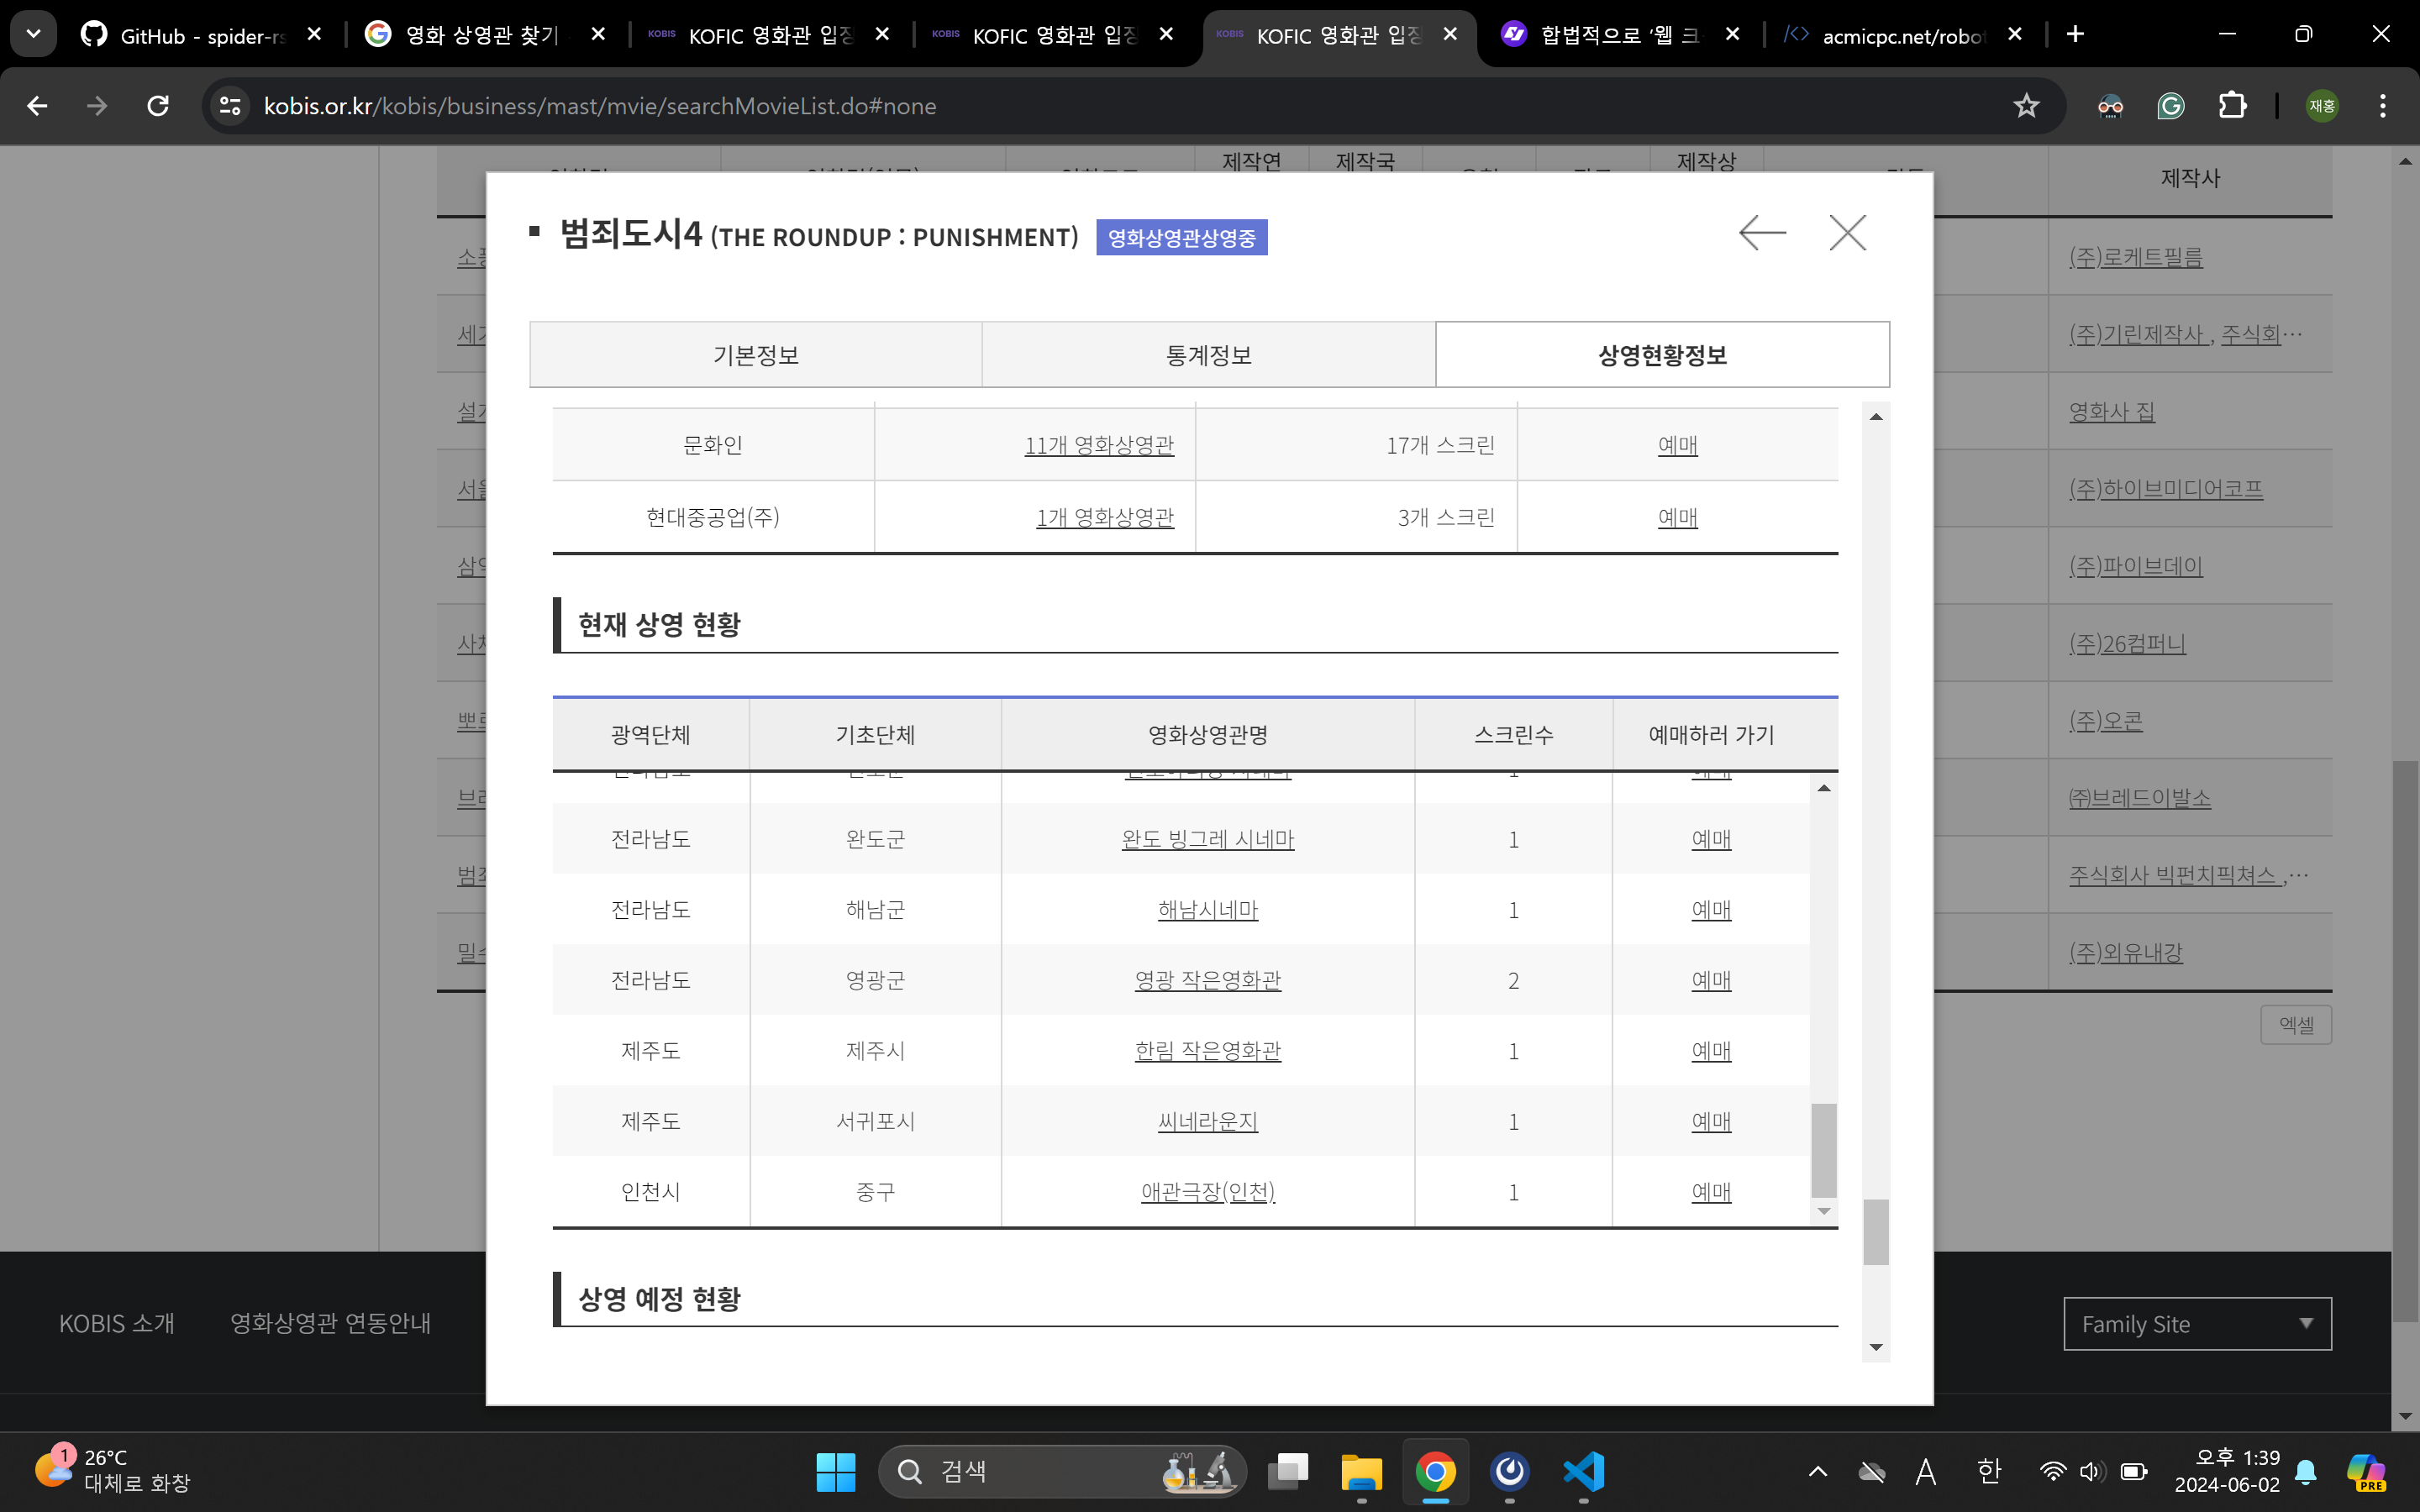 GitHub - spider-rs
영화 상영관 찾기
KOBIS KOFIC 영화관 입장
KOBIS KOFIC 영화관 입장
KOBIS KOFIC 영화관 입장
합법적으로 ‘웹 크
acmicpc.net/robot
kobis.or.kr/kobis/business/mast/mvie/searchMovieList.do#none
재홍
제작연 제작국 제작상
제작사
범죄도시4 (THE ROUNDUP : PUNISHMENT) 영화상영관상영중
(주)로케트필름
(주)기린제작사 , 주식회…
기본정보 통계정보 상영현황정보
영화사 집
문화인 11개 영화상영관 17개 스크린 예매
(주)하이브미디어코프
현대중공업(주) 1개 영화상영관 3개 스크린 예매
(주)파이브데이
현재 상영 현황
(주)26컴퍼니
(주)오콘
광역단체 기초단체 영화상영관명 스크린수 예매하러 가기
㈜브레드이발소
전라남도 완도군 완도 빙그레 시네마 1 예매
주식회사 빅펀치픽쳐스 ,…
전라남도 해남군 해남시네마 1 예매
(주)외유내강
전라남도 영광군 영광 작은영화관 2 예매
엑셀
제주도 제주시 한림 작은영화관 1 예매
제주도 서귀포시 씨네라운지 1 예매
인천시 중구 애관극장(인천) 1 예매
상영 예정 현황
KOBIS 소개 영화상영관 연동안내
Family Site
1
26°C
대체로 화창
검색
A 한
오후 1:39
2024-06-02
PRE